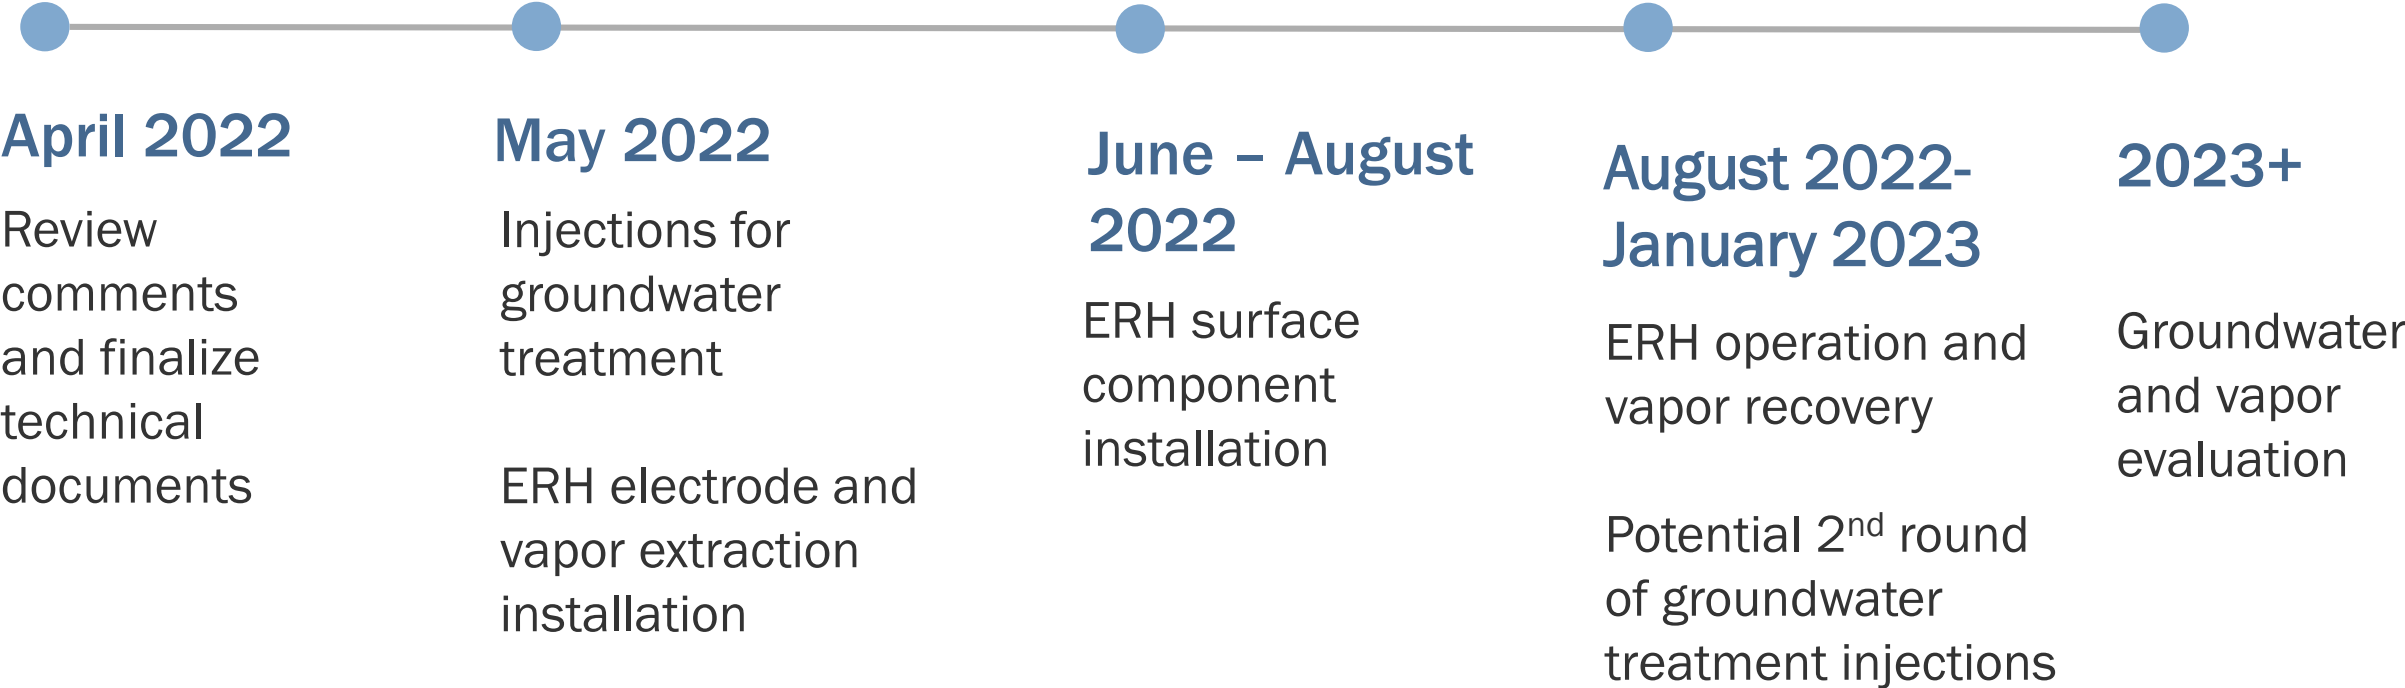 April 2022
Review
comments
and finalize
technical
documents
May 2022
Injections for
groundwater
treatment
ERH electrode and
vapor extraction
installation
June – August
2022
ERH surface
component
installation
August 2022-
January 2023
ERH operation and
vapor recovery
Potential 2nd round
of groundwater
treatment injections
2023+
Groundwater
and vapor
evaluation